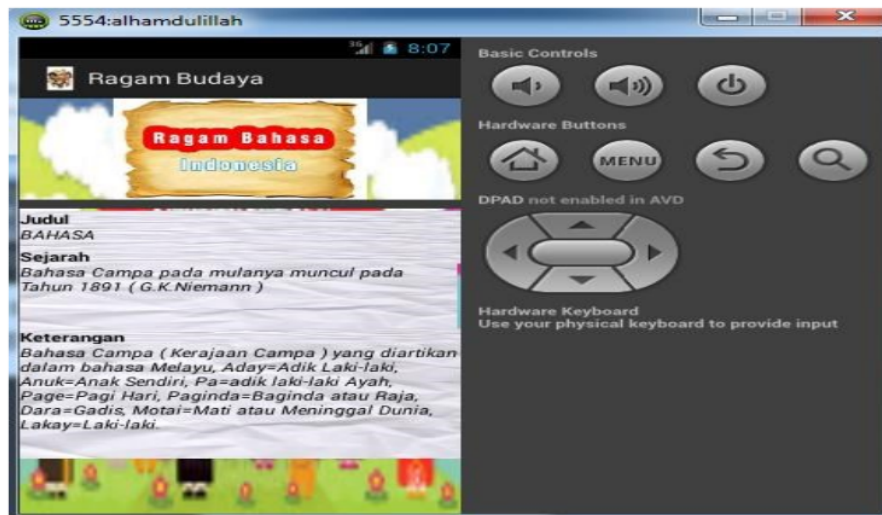 5554:alhamdulillah
3G 8:07
Ragam Budaya
Ragam Bahasa
Indonesia
Judul
BAHASA
Sejarah
Bahasa Campa pada mulanya muncul pada
Tahun 1891 ( G.K.Niemann )
Keterangan
Bahasa Campa ( Kerajaan Campa ) yang diartikan
dalam bahasa Melayu, Aday=Adik Laki-laki,
Anuk=Anak Sendiri, Pa=adik laki-laki Ayah,
Page=Pagi Hari, Paginda=Baginda atau Raja,
Dara=Gadis, Motai=Mati atau Meninggal Dunia,
Lakay=Laki-laki.
Basic Controls
Hardware Buttons
MENU
DPAD not enabled in AVD
Hardware Keyboard
Use your physical keyboard to provide input